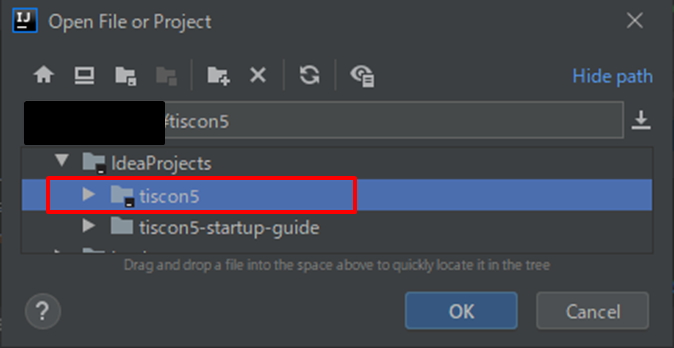 IJ
Open File or Project
Hide path
tiscon5
IdeaProjects
tiscon5
tiscon5-startup-guide
Drag and drop a file into the space above to quickly locate it in the tree
?
OK
Cancel